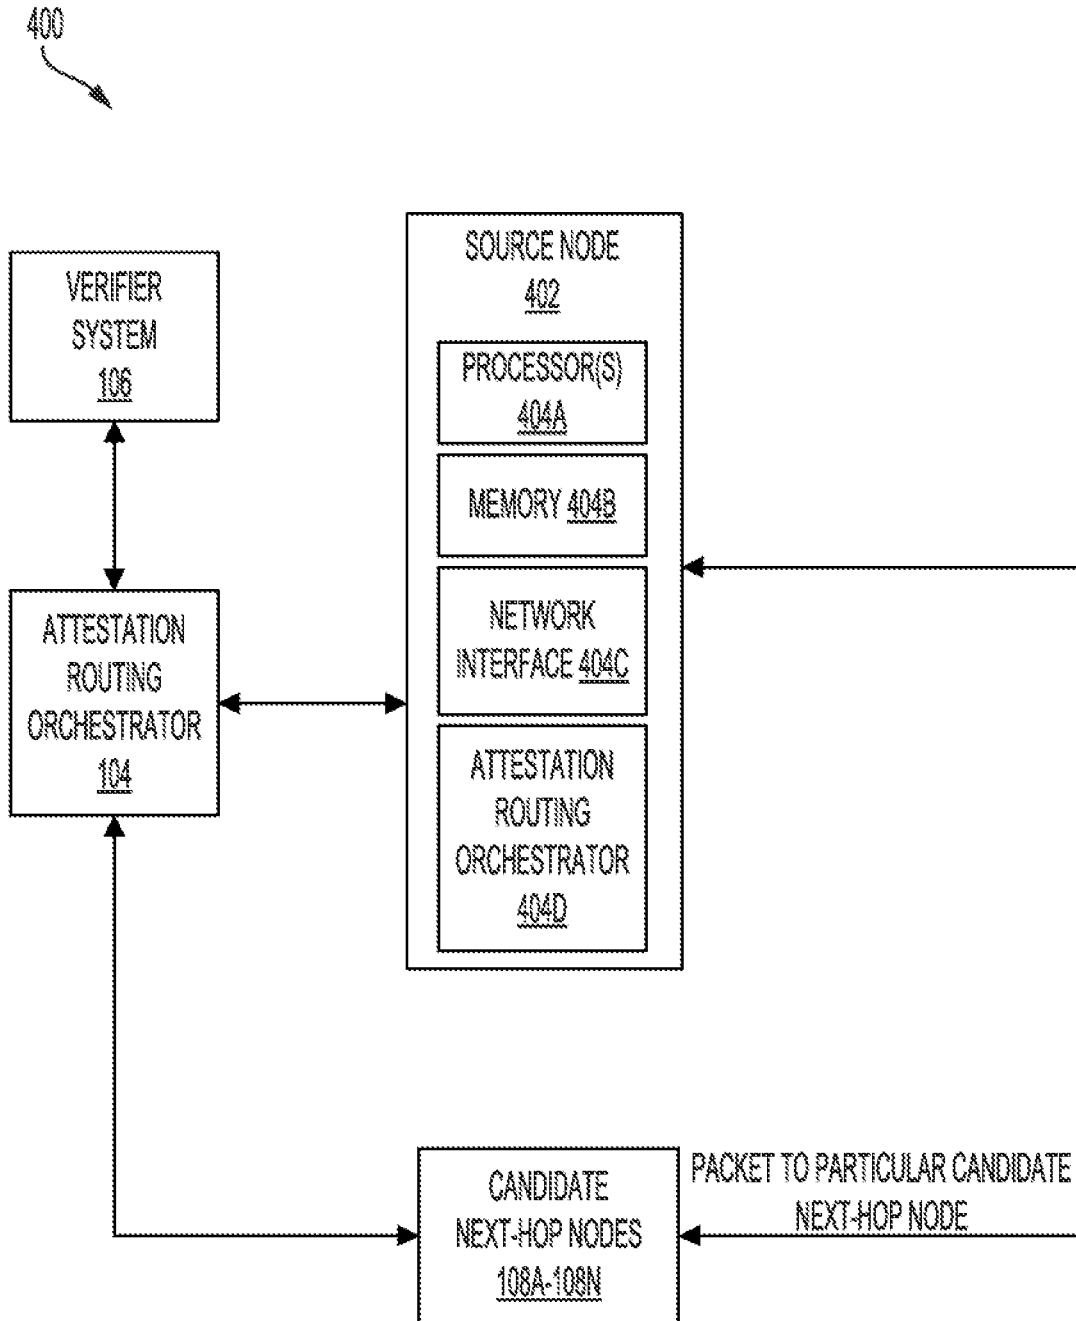 400
VERIFIER
SYSTEM
106
ATTESTATION
ROUTING
ORCHESTRATOR
104
SOURCE NODE
402
PROCESSOR(S)
404A
MEMORY 404B
NETWORK
INTERFACE 404C
ATTESTATION
ROUTING
ORCHESTRATOR
404D
CANDIDATE
NEXT-HOP NODES
108A-108N
PACKET TO PARTICULAR CANDIDATE
NEXT-HOP NODE